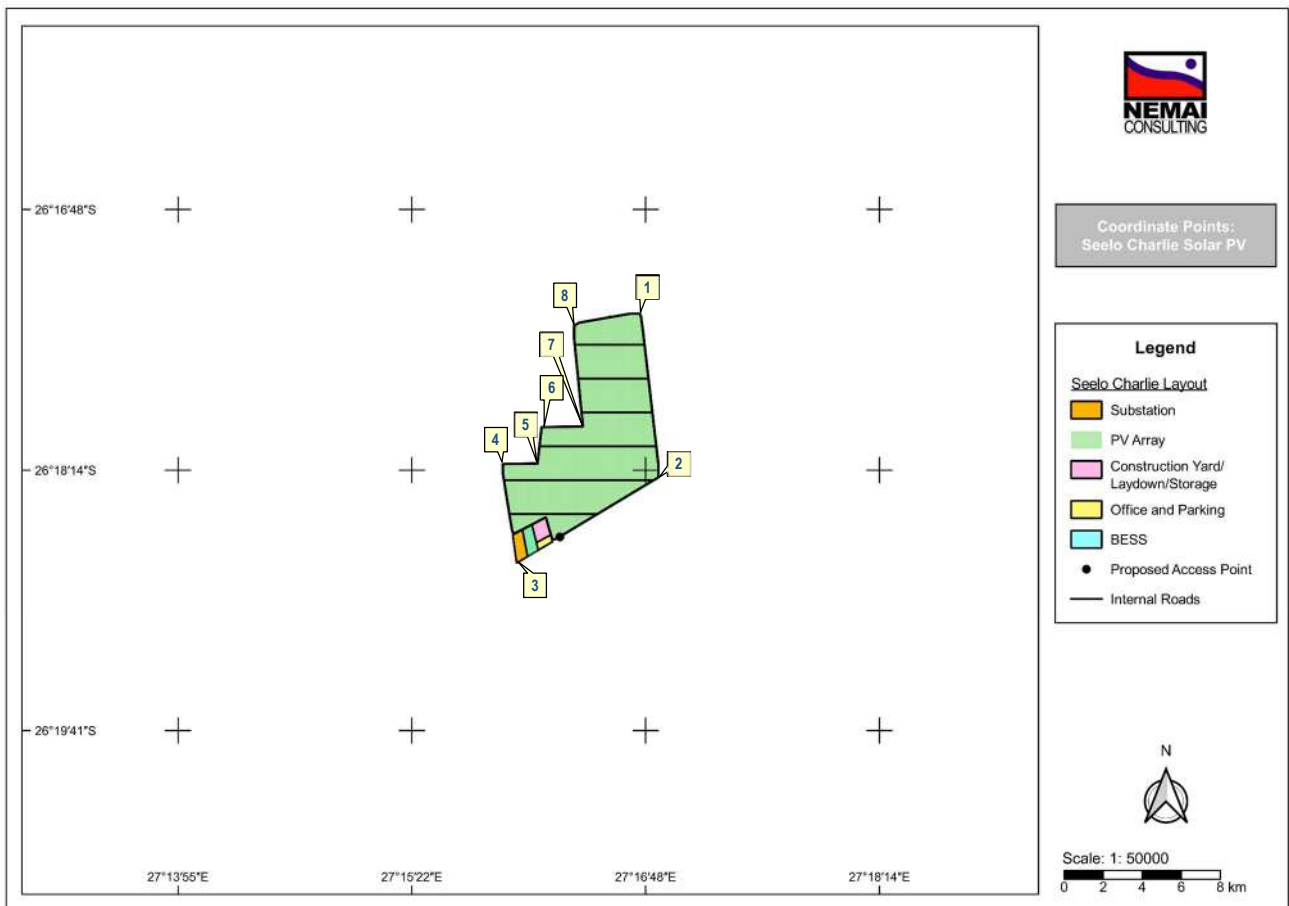 NEMAI
CONSULTING
Coordinate Points:
Seelo Charlie Solar PV
26°16'48"S
26°18'14"S
26°19'41"S
27°13'55"E
27°15'22"E
27°16'48"E
27°18'14"E
1
8
7
6
5
4
2
3
Legend
Seelo Charlie Layout
Substation
PV Array
Construction Yard/
Laydown/Storage
Office and Parking
BESS
Proposed Access Point
Internal Roads
N
Scale: 1: 50000
0 2 4 6 8 km